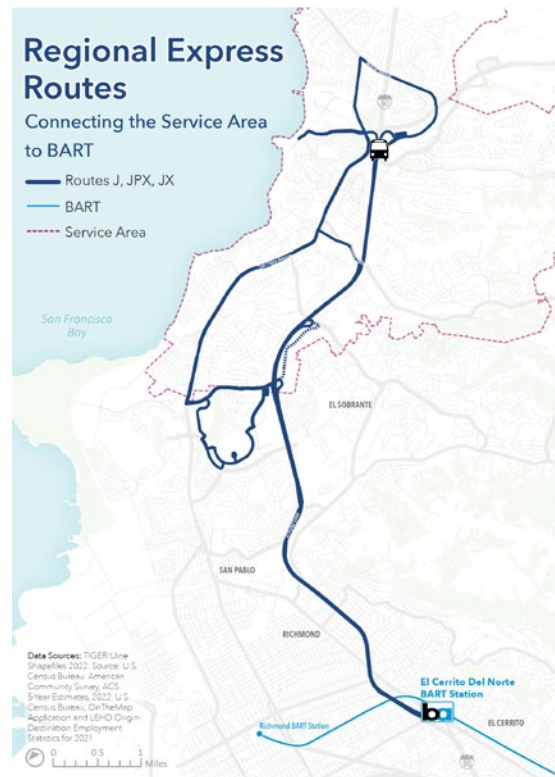 Regional Express
Routes
Connecting the Service Area
to BART
Routes J, JPX, JX
BART
Service Area
80
San Francisco
Bay
EL SOBRANTE
SAN PABLO
RICHMOND
Data Sources: TIGER/Line
Shapefiles 2022. Source: U.S.
Census Bureau. American
Community Survey, ACS
5-Year Estimates, 2022. U.S.
Census Bureau, OnTheMap
Application and LEHD Origin-
Destination Employment
Statistics for 2021
El Cerrito Del Norte
BART Station
ba
EL CERRITO
Richmond BART Station
0 0.5 1
Miles
80